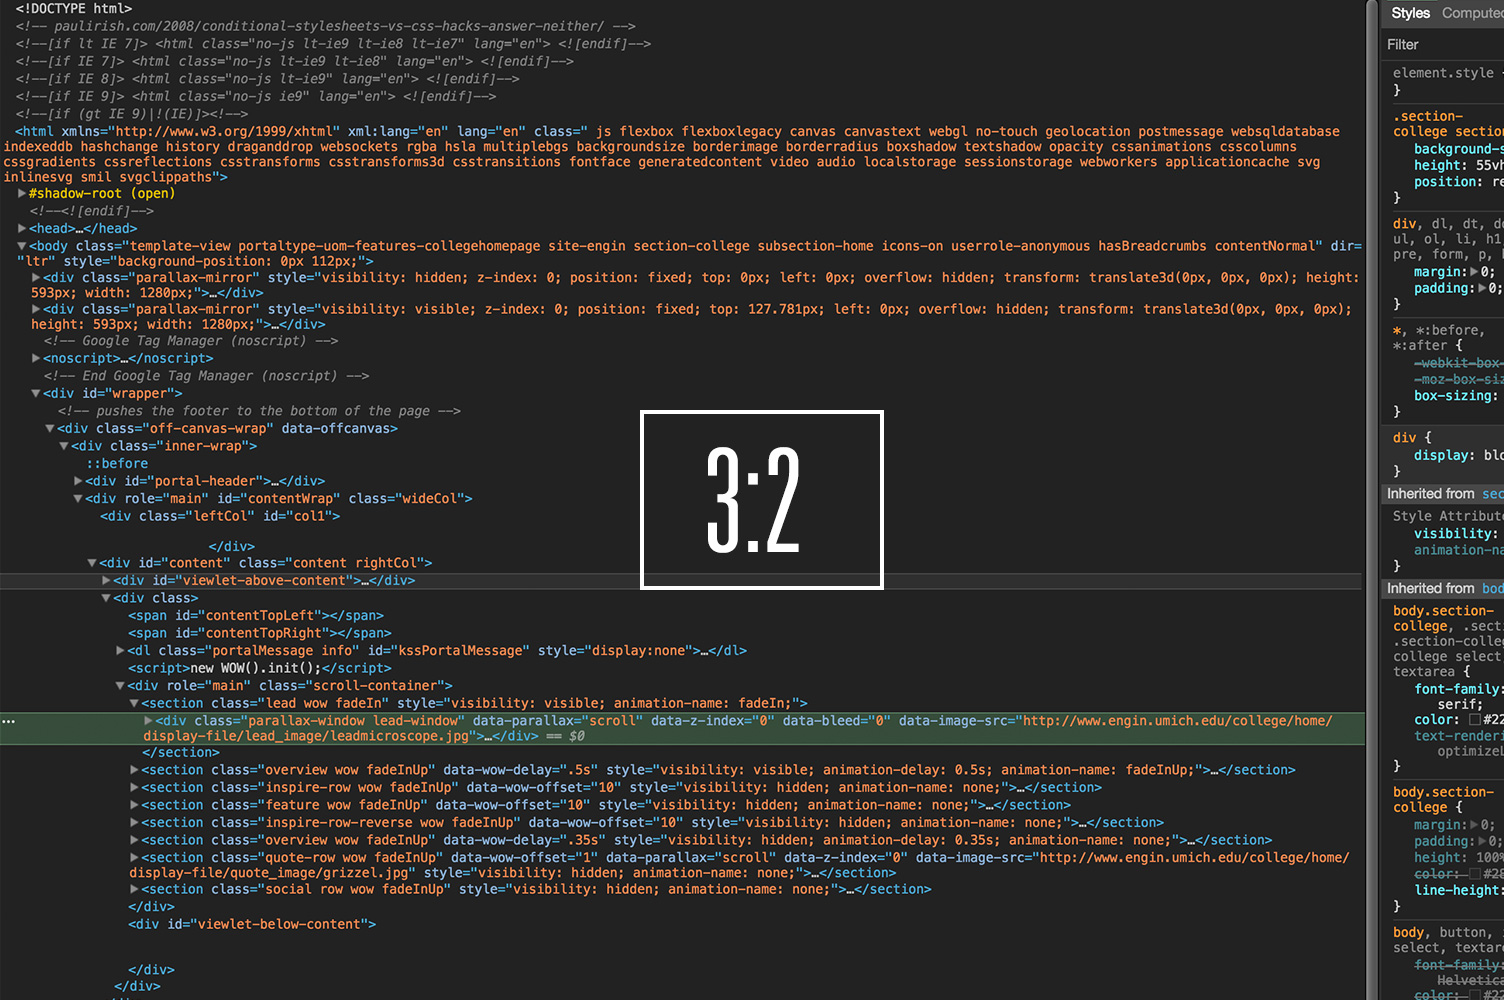 <!DOCTYPE html>
<!-- paulirish.com/2008/conditional-stylesheets-vs-css-hacks-answer-neither/ -->
<!--[if lt IE 7]> <html class="no-js lt-ie9 lt-ie8 lt-ie7" lang="en"> <![endif]-->
<!--[if IE 7]> <html class="no-js lt-ie9 lt-ie8" lang="en"> <![endif]-->
<!--[if IE 8]> <html class="no-js lt-ie9" lang="en"> <![endif]-->
<!--[if IE 9]> <html class="no-js ie9" lang="en"> <![endif]-->
<!--[if (gt IE 9)|!(IE)]><!-->
<html xmlns="http://www.w3.org/1999/xhtml" xml:lang="en" lang="en" class=" js flexbox flexboxlegacy canvas canvastext webgl no-touch geolocation postmessage websqldatabase
indexeddb hashchange history draganddrop websockets rgba hsla multiplebgs backgroundsize borderimage borderradius boxshadow textshadow opacity cssanimations csscolumns
cssgradients cssreflections csstransforms csstransforms3d csstransitions fontface generatedcontent video audio localstorage sessionstorage webworkers applicationcache svg
inlinesvg smil svgclippaths">
▶#shadow-root (open)
<!--<![endif]-->
▶<head>…</head>
▼<body class="template-view portaltype-uom-features-collegehomepage site-engin section-college subsection-home icons-on userrole-anonymous hasBreadcrumbs contentNormal" dir=
"ltr" style="background-position: 0px 112px;">
▶<div class="parallax-mirror" style="visibility: hidden; z-index: 0; position: fixed; top: 0px; left: 0px; overflow: hidden; transform: translate3d(0px, 0px, 0px); height:
593px; width: 1280px;">…</div>
▶<div class="parallax-mirror" style="visibility: visible; z-index: 0; position: fixed; top: 127.781px; left: 0px; overflow: hidden; transform: translate3d(0px, 0px, 0px);
height: 593px; width: 1280px;">…</div>
<!-- Google Tag Manager (noscript) -->
▶<noscript>…</noscript>
<!-- End Google Tag Manager (noscript) -->
▼<div id="wrapper">
<!-- pushes the footer to the bottom of the page -->
▼<div class="off-canvas-wrap" data-offcanvas>
▼<div class="inner-wrap">
::before
▶<div id="portal-header">…</div>
▼<div role="main" id="contentWrap" class="wideCol">
<div class="leftCol" id="col1">
</div>
▼<div id="content" class="content rightCol">
▶<div id="viewlet-above-content">…</div>
▼<div class>
<span id="contentTopLeft"></span>
<span id="contentTopRight"></span>
▶<dl class="portalMessage info" id="kssPortalMessage" style="display:none">…</dl>
<script>new WOW().init();</script>
▼<div role="main" class="scroll-container">
▼<section class="lead wow fadeIn" style="visibility: visible; animation-name: fadeIn;">
… ▶<div class="parallax-window lead-window" data-parallax="scroll" data-z-index="0" data-bleed="0" data-image-src="http://www.engin.umich.edu/college/home/
display-file/lead_image/leadmicroscope.jpg">…</div> == $0
</section>
▶<section class="overview wow fadeInUp" data-wow-delay=".5s" style="visibility: visible; animation-delay: 0.5s; animation-name: fadeInUp;">…</section>
▶<section class="inspire-row wow fadeInUp" data-wow-offset="10" style="visibility: hidden; animation-name: none;">…</section>
▶<section class="feature wow fadeInUp" data-wow-offset="10" style="visibility: hidden; animation-name: none;">…</section>
▶<section class="inspire-row-reverse wow fadeInUp" data-wow-offset="10" style="visibility: hidden; animation-name: none;">…</section>
▶<section class="overview wow fadeInUp" data-wow-delay=".35s" style="visibility: hidden; animation-delay: 0.35s; animation-name: none;">…</section>
▶<section class="quote-row wow fadeInUp" data-wow-offset="1" data-parallax="scroll" data-z-index="0" data-image-src="http://www.engin.umich.edu/college/home/
display-file/quote_image/grizzel.jpg" style="visibility: hidden; animation-name: none;">…</section>
▶<section class="social row wow fadeInUp" style="visibility: hidden; animation-name: none;">…</section>
</div>
<div id="viewlet-below-content">
</div>
</div>
3:2
Styles Computed
Filter
element.style
}
.section-
college section
background-s
height: 55vh
position: re
}
div, dl, dt, dd
ul, ol, li, h1
pre, form, p,
margin:▶0;
padding:▶0;
}
*, *:before,
*:after {
-webkit-box-
-moz-box-siz
box-sizing:
}
div {
display: blo
}
Inherited from sec
Style Attribute
visibility:
animation-na
}
Inherited from bod
body.section-
college, .secti
.section-colleg
college select
textarea {
font-family:
serif;
color: #22
text-renderi
optimizeL
}
body.section-
college {
margin:▶0;
padding:▶0;
height: 100%
color: #28
line-height:
}
body, button,
select, textare
font-family:
Helvetica
color: #22